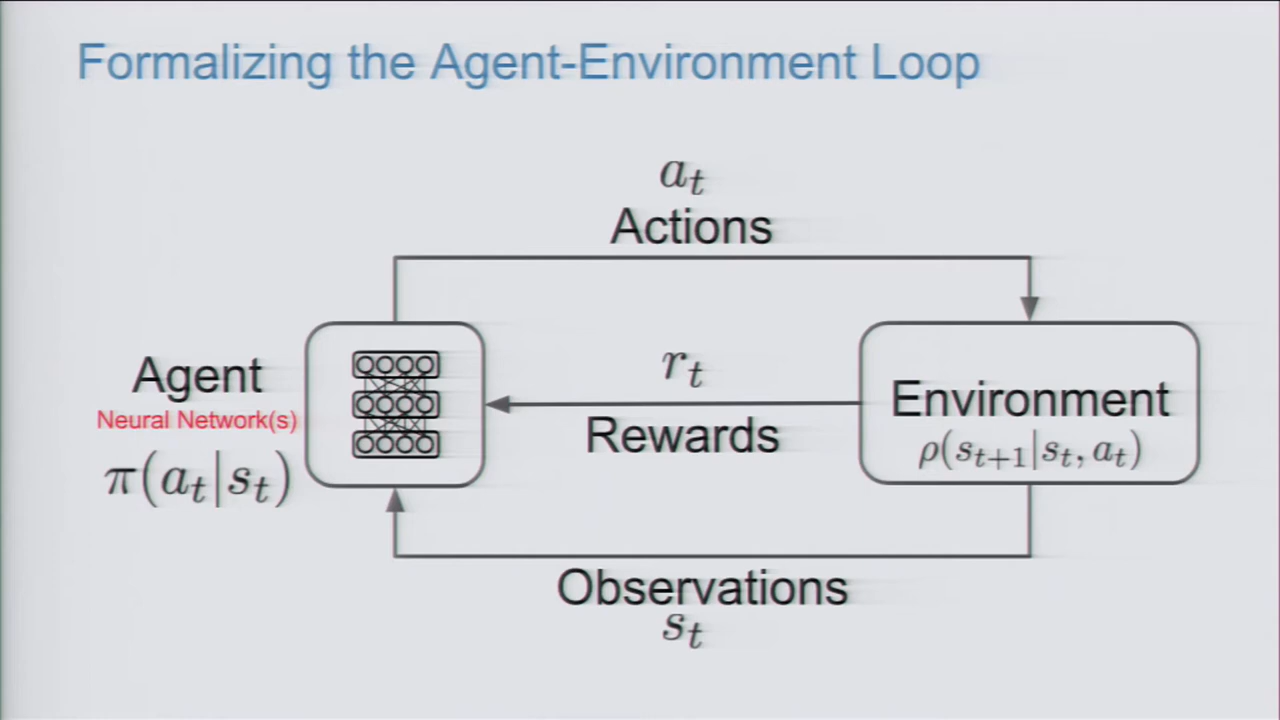 Formalizing the Agent-Environment Loop
a_t
Actions
Agent
Neural Network(s)
π(a_t|s_t)
r_t
Rewards
Environment
ρ(s_{t+1}|s_t, a_t)
Observations
s_t